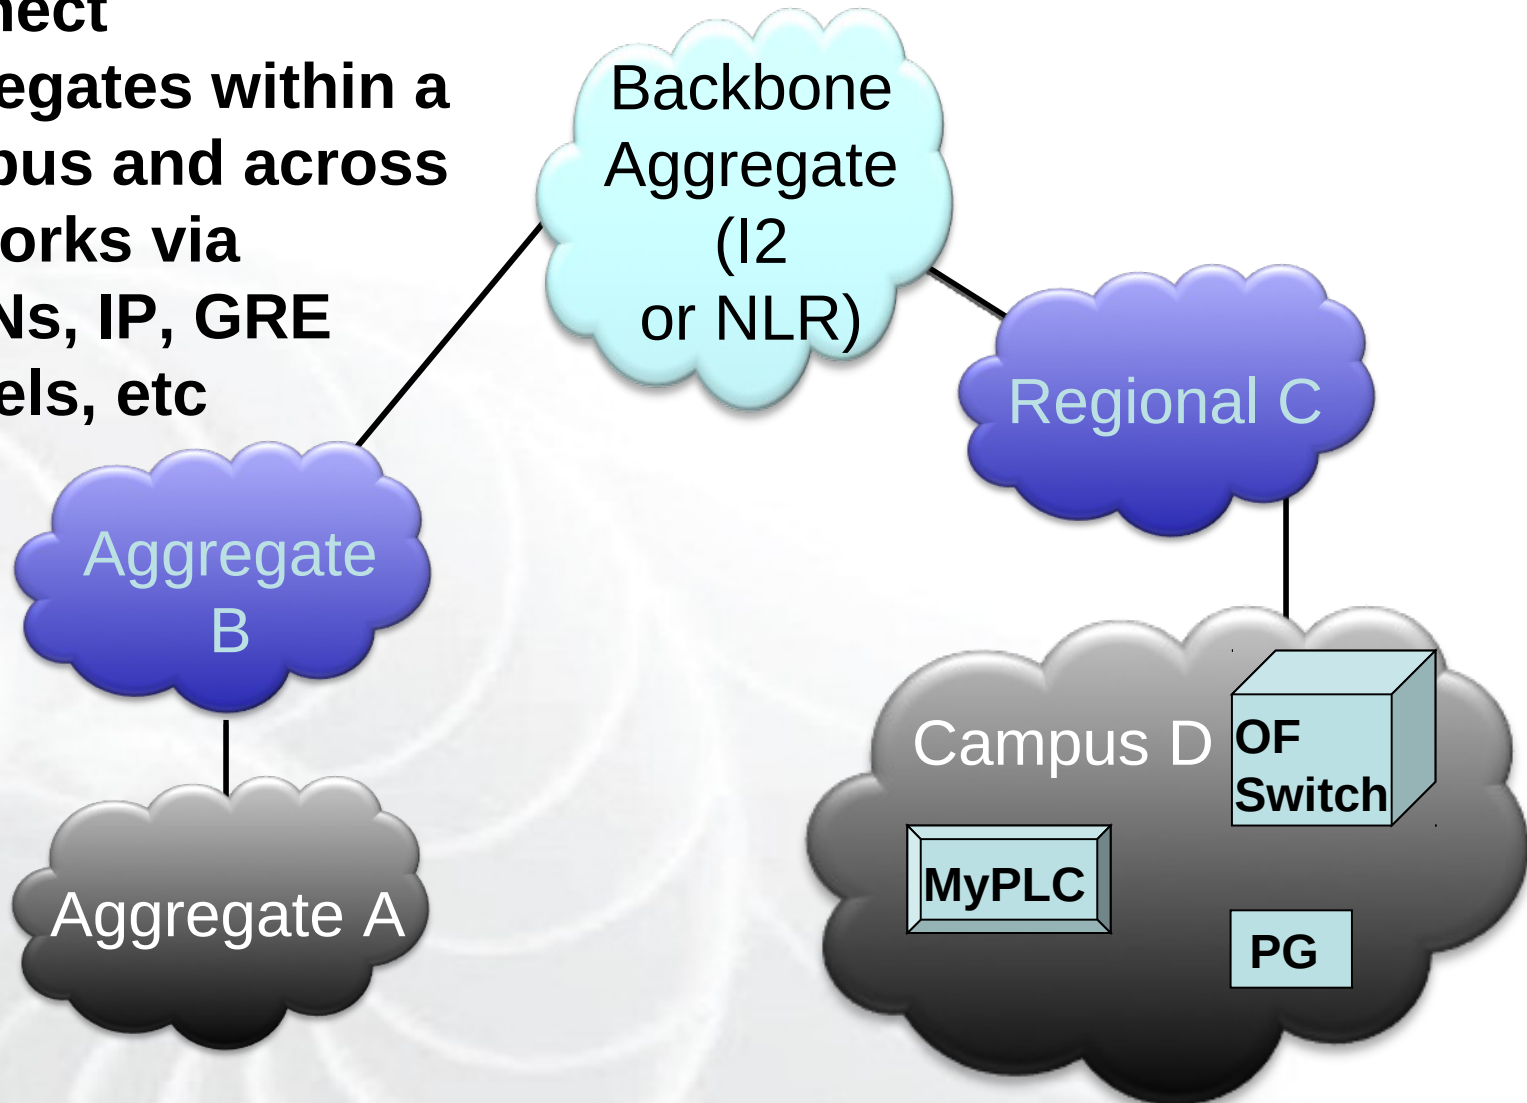 nect
egates within a
ous and across
orks via
Ns, IP, GRE
els, etc
Backbone
Aggregate
(I2
or NLR)
Regional C
Aggregate
B
Campus D
OF
Switch
MyPLC
Aggregate A
PG